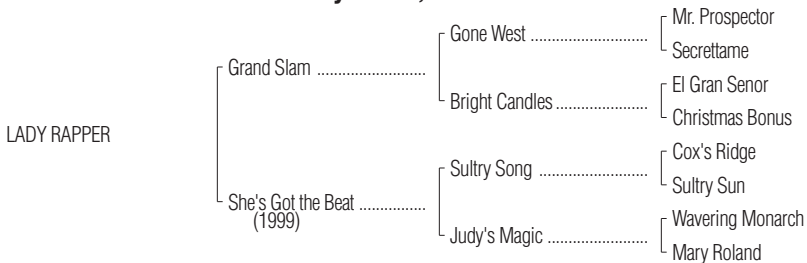 Mr. Prospector
Gone West ......................
Secrettame
Grand Slam ..........................
El Gran Senor
Bright Candles ......................
Christmas Bonus
LADY RAPPER
Cox's Ridge
Sultry Song ..........................
Sultry Sun
She's Got the Beat ................
(1999)
Wavering Monarch
Judy's Magic ........................
Mary Roland